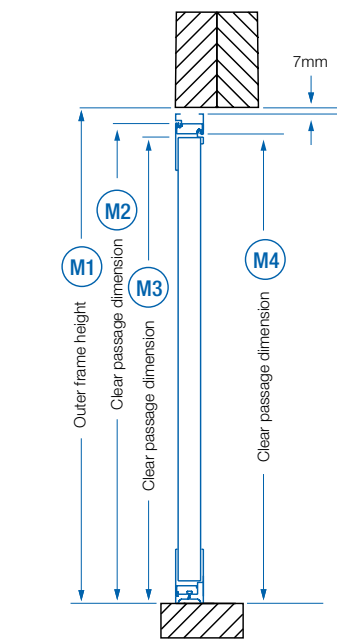 7mm
M2
M1
M4
M3
Outer frame height
Clear passage dimension
Clear passage dimension
Clear passage dimension